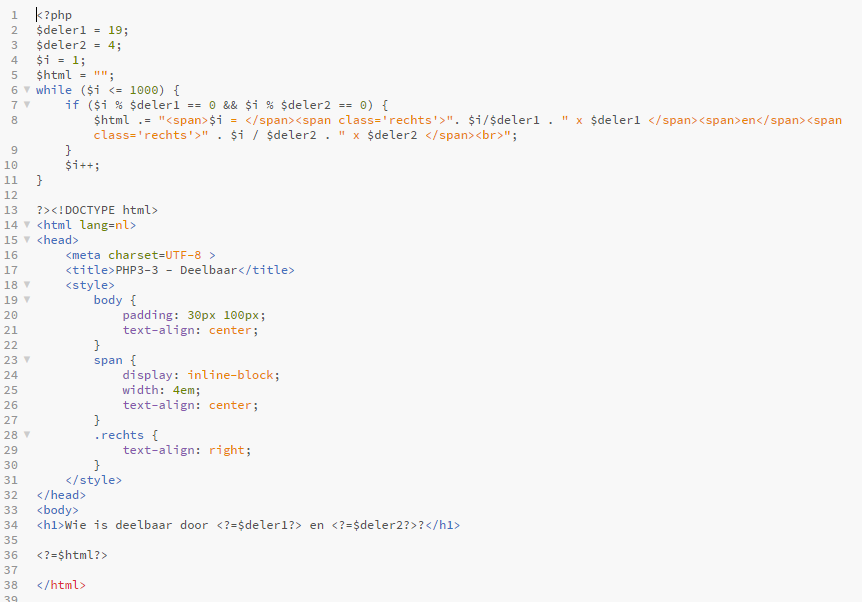 1 <?php
2 $deler1 = 19;
3 $deler2 = 4;
4 $i = 1;
5 $html = "";
6 while ($i <= 1000) {
7     if ($i % $deler1 == 0 && $i % $deler2 == 0) {
8         $html .= "<span>$i = </span><span class='rechts'>". $i/$deler1 . " x $deler1 </span><span>en</span><span
        class='rechts'>" . $i / $deler2 . " x $deler2 </span><br>";
9     }
10     $i++;
11 }
12
13 ?><!DOCTYPE html>
14 <html lang=nl>
15 <head>
16     <meta charset=UTF-8 >
17     <title>PHP3-3 - Deelbaar</title>
18     <style>
19         body {
20             padding: 30px 100px;
21             text-align: center;
22         }
23         span {
24             display: inline-block;
25             width: 4em;
26             text-align: center;
27         }
28         .rechts {
29             text-align: right;
30         }
31     </style>
32 </head>
33 <body>
34 <h1>Wie is deelbaar door <?=$deler1?> en <?=$deler2?>?</h1>
35
36 <?=$html?>
37
38 </html>
39